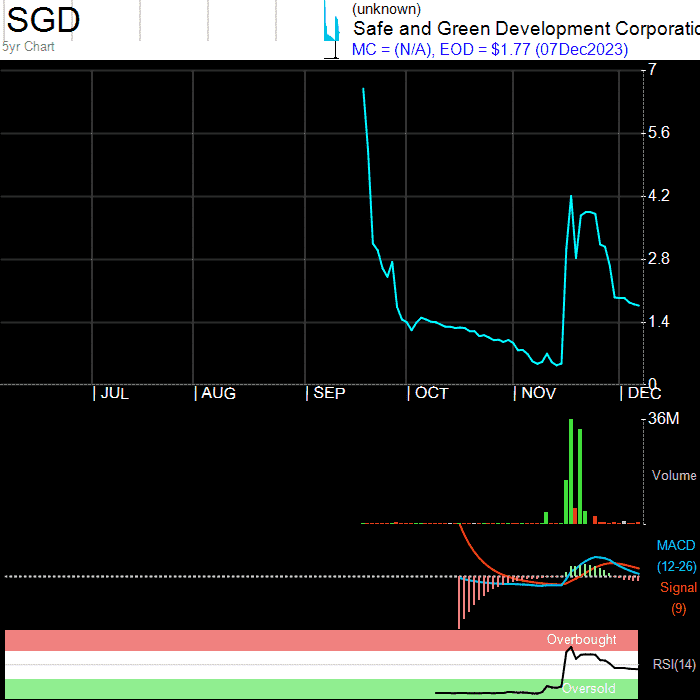 SGD
5yr Chart
(unknown)
Safe and Green Development Corporatio
MC = (N/A), EOD = $1.77 (07Dec2023)
7
5.6
4.2
2.8
1.4
0
JUL AUG SEP OCT NOV DEC
36M
Volume
MACD
(12-26)
Signal
(9)
Overbought
RSI(14)
Oversold